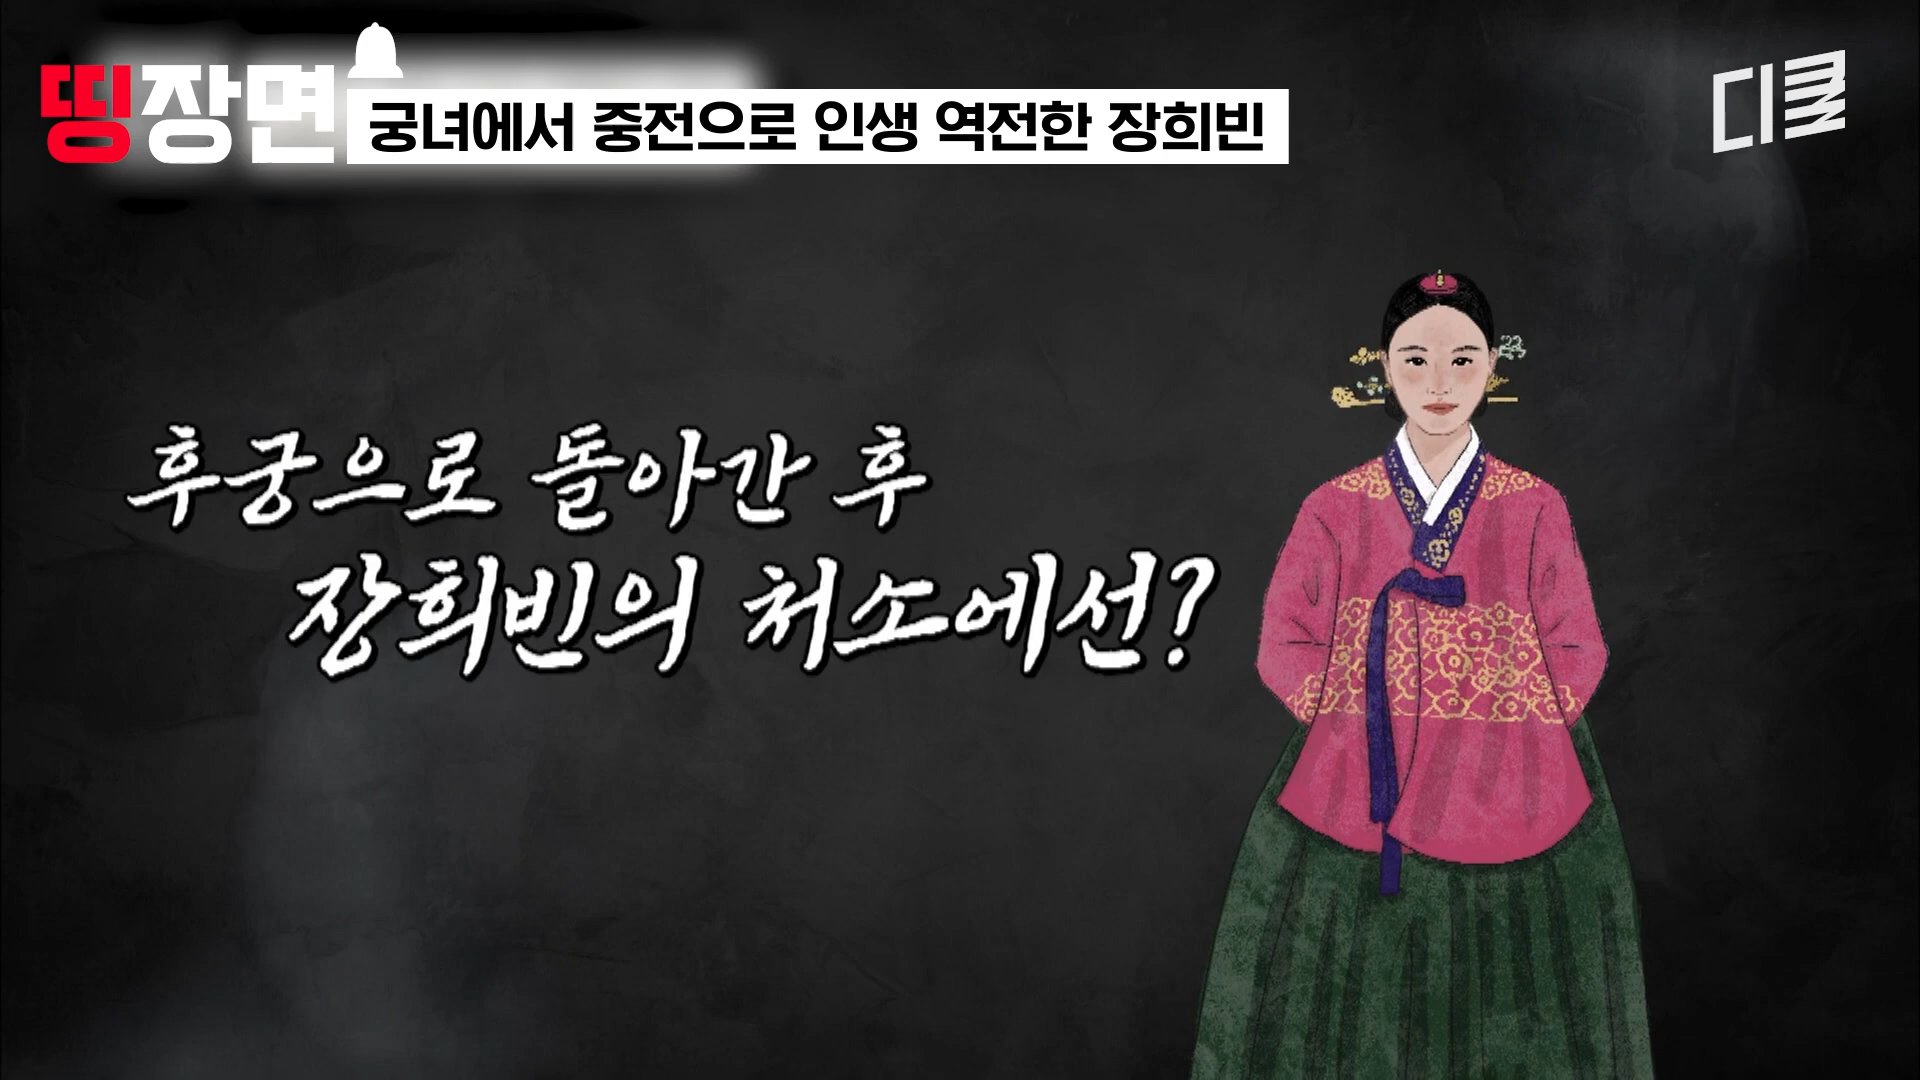 띵장면
궁녀에서 중전으로 인생 역전한 장희빈
디클
후궁으로 돌아간 후
장희빈의 처소에선?